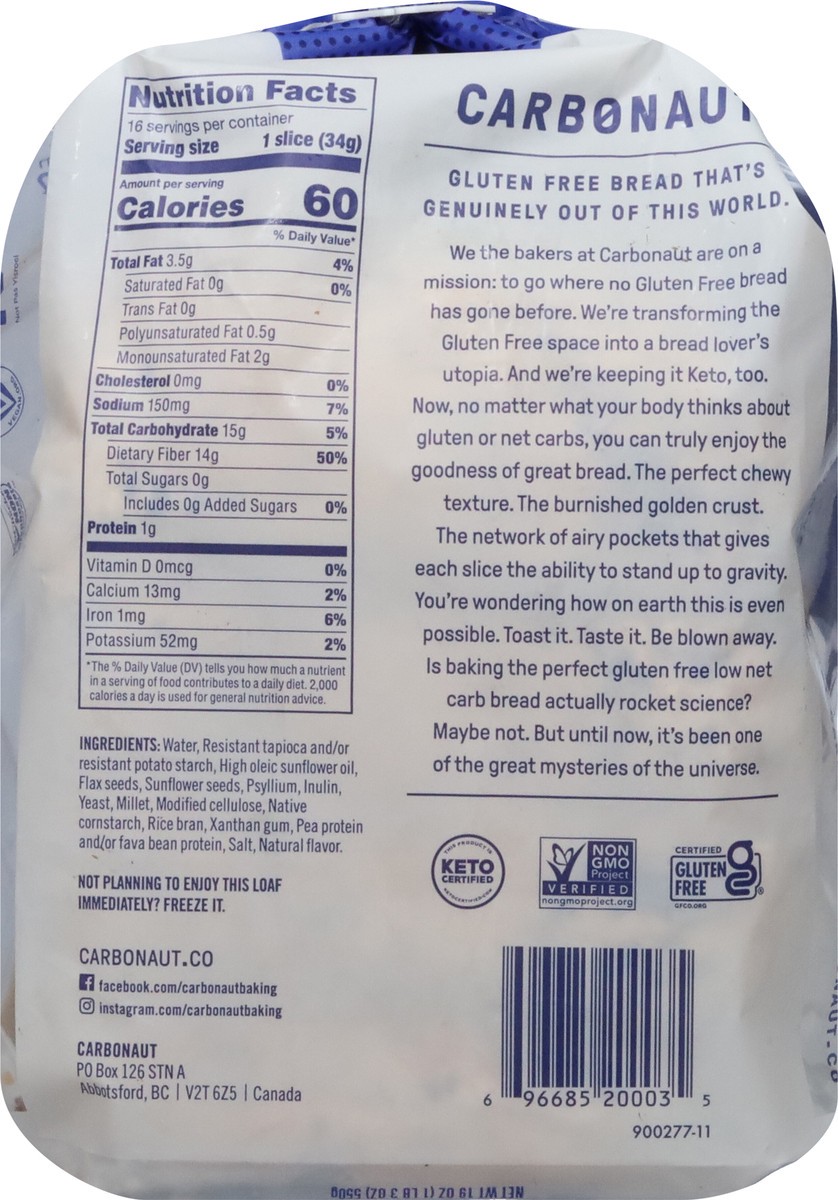 Nutrition Facts
16 servings per container
Serving size 1 slice (34g)
Amount per serving
Calories 60
% Daily Value*
Total Fat 3.5g 4%
Saturated Fat 0g 0%
Trans Fat 0g
Polyunsaturated Fat 0.5g
Monounsaturated Fat 2g
Cholesterol 0mg 0%
Sodium 150mg 7%
Total Carbohydrate 15g 5%
Dietary Fiber 14g 50%
Total Sugars 0g
Includes 0g Added Sugars 0%
Protein 1g
Vitamin D 0mcg 0%
Calcium 13mg 2%
Iron 1mg 6%
Potassium 52mg 2%
*The % Daily Value (DV) tells you how much a nutrient
in a serving of food contributes to a daily diet. 2,000
calories a day is used for general nutrition advice.
INGREDIENTS: Water, Resistant tapioca and/or
resistant potato starch, High oleic sunflower oil,
Flax seeds, Sunflower seeds, Psyllium, Inulin,
Yeast, Millet, Modified cellulose, Native
cornstarch, Rice bran, Xanthan gum, Pea protein
and/or fava bean protein, Salt, Natural flavor.
NOT PLANNING TO ENJOY THIS LOAF
IMMEDIATELY? FREEZE IT.
CARBONAUT.CO
facebook.com/carbonautbaking
instagram.com/carbonautbaking
CARBONAUT
PO Box 126 STN A
Abbotsford, BC | V2T 6Z5 | Canada
CARBØNAUT
GLUTEN FREE BREAD THAT'S
GENUINELY OUT OF THIS WORLD.
We the bakers at Carbonaut are on a
mission: to go where no Gluten Free bread
has gone before. We're transforming the
Gluten Free space into a bread lover's
utopia. And we're keeping it Keto, too.
Now, no matter what your body thinks about
gluten or net carbs, you can truly enjoy the
goodness of great bread. The perfect chewy
texture. The burnished golden crust.
The network of airy pockets that gives
each slice the ability to stand up to gravity.
You're wondering how on earth this is even
possible. Toast it. Taste it. Be blown away.
Is baking the perfect gluten free low net
carb bread actually rocket science?
Maybe not. But until now, it's been one
of the great mysteries of the universe.
THIS PRODUCT IS
KETO
CERTIFIED
KETOCERTIFIED.COM
NON
GMO
Project
VERIFIED
nongmoproject.org
CERTIFIED
GLUTEN
FREE
®
GFCO.ORG
6 96685 20003 5
900277-11
NET WT 19 OZ (1 LB 3 OZ) 550g